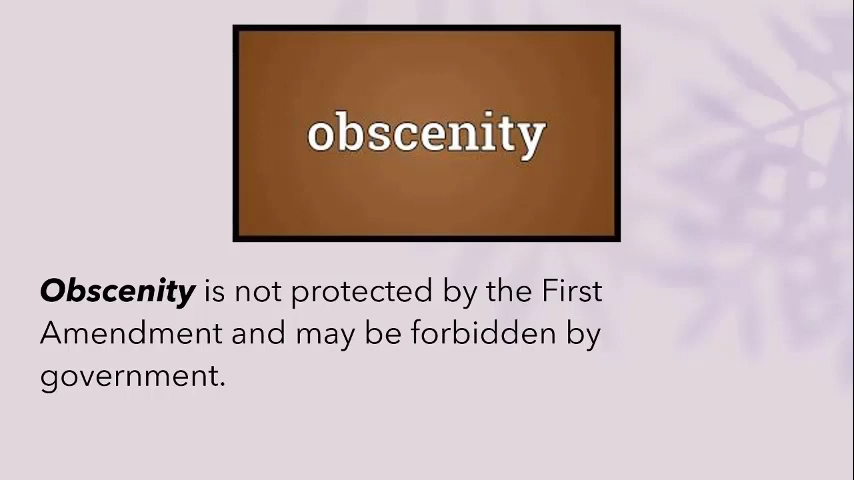 obscenity
Obscenity is not protected by the First
Amendment and may be forbidden by
government.